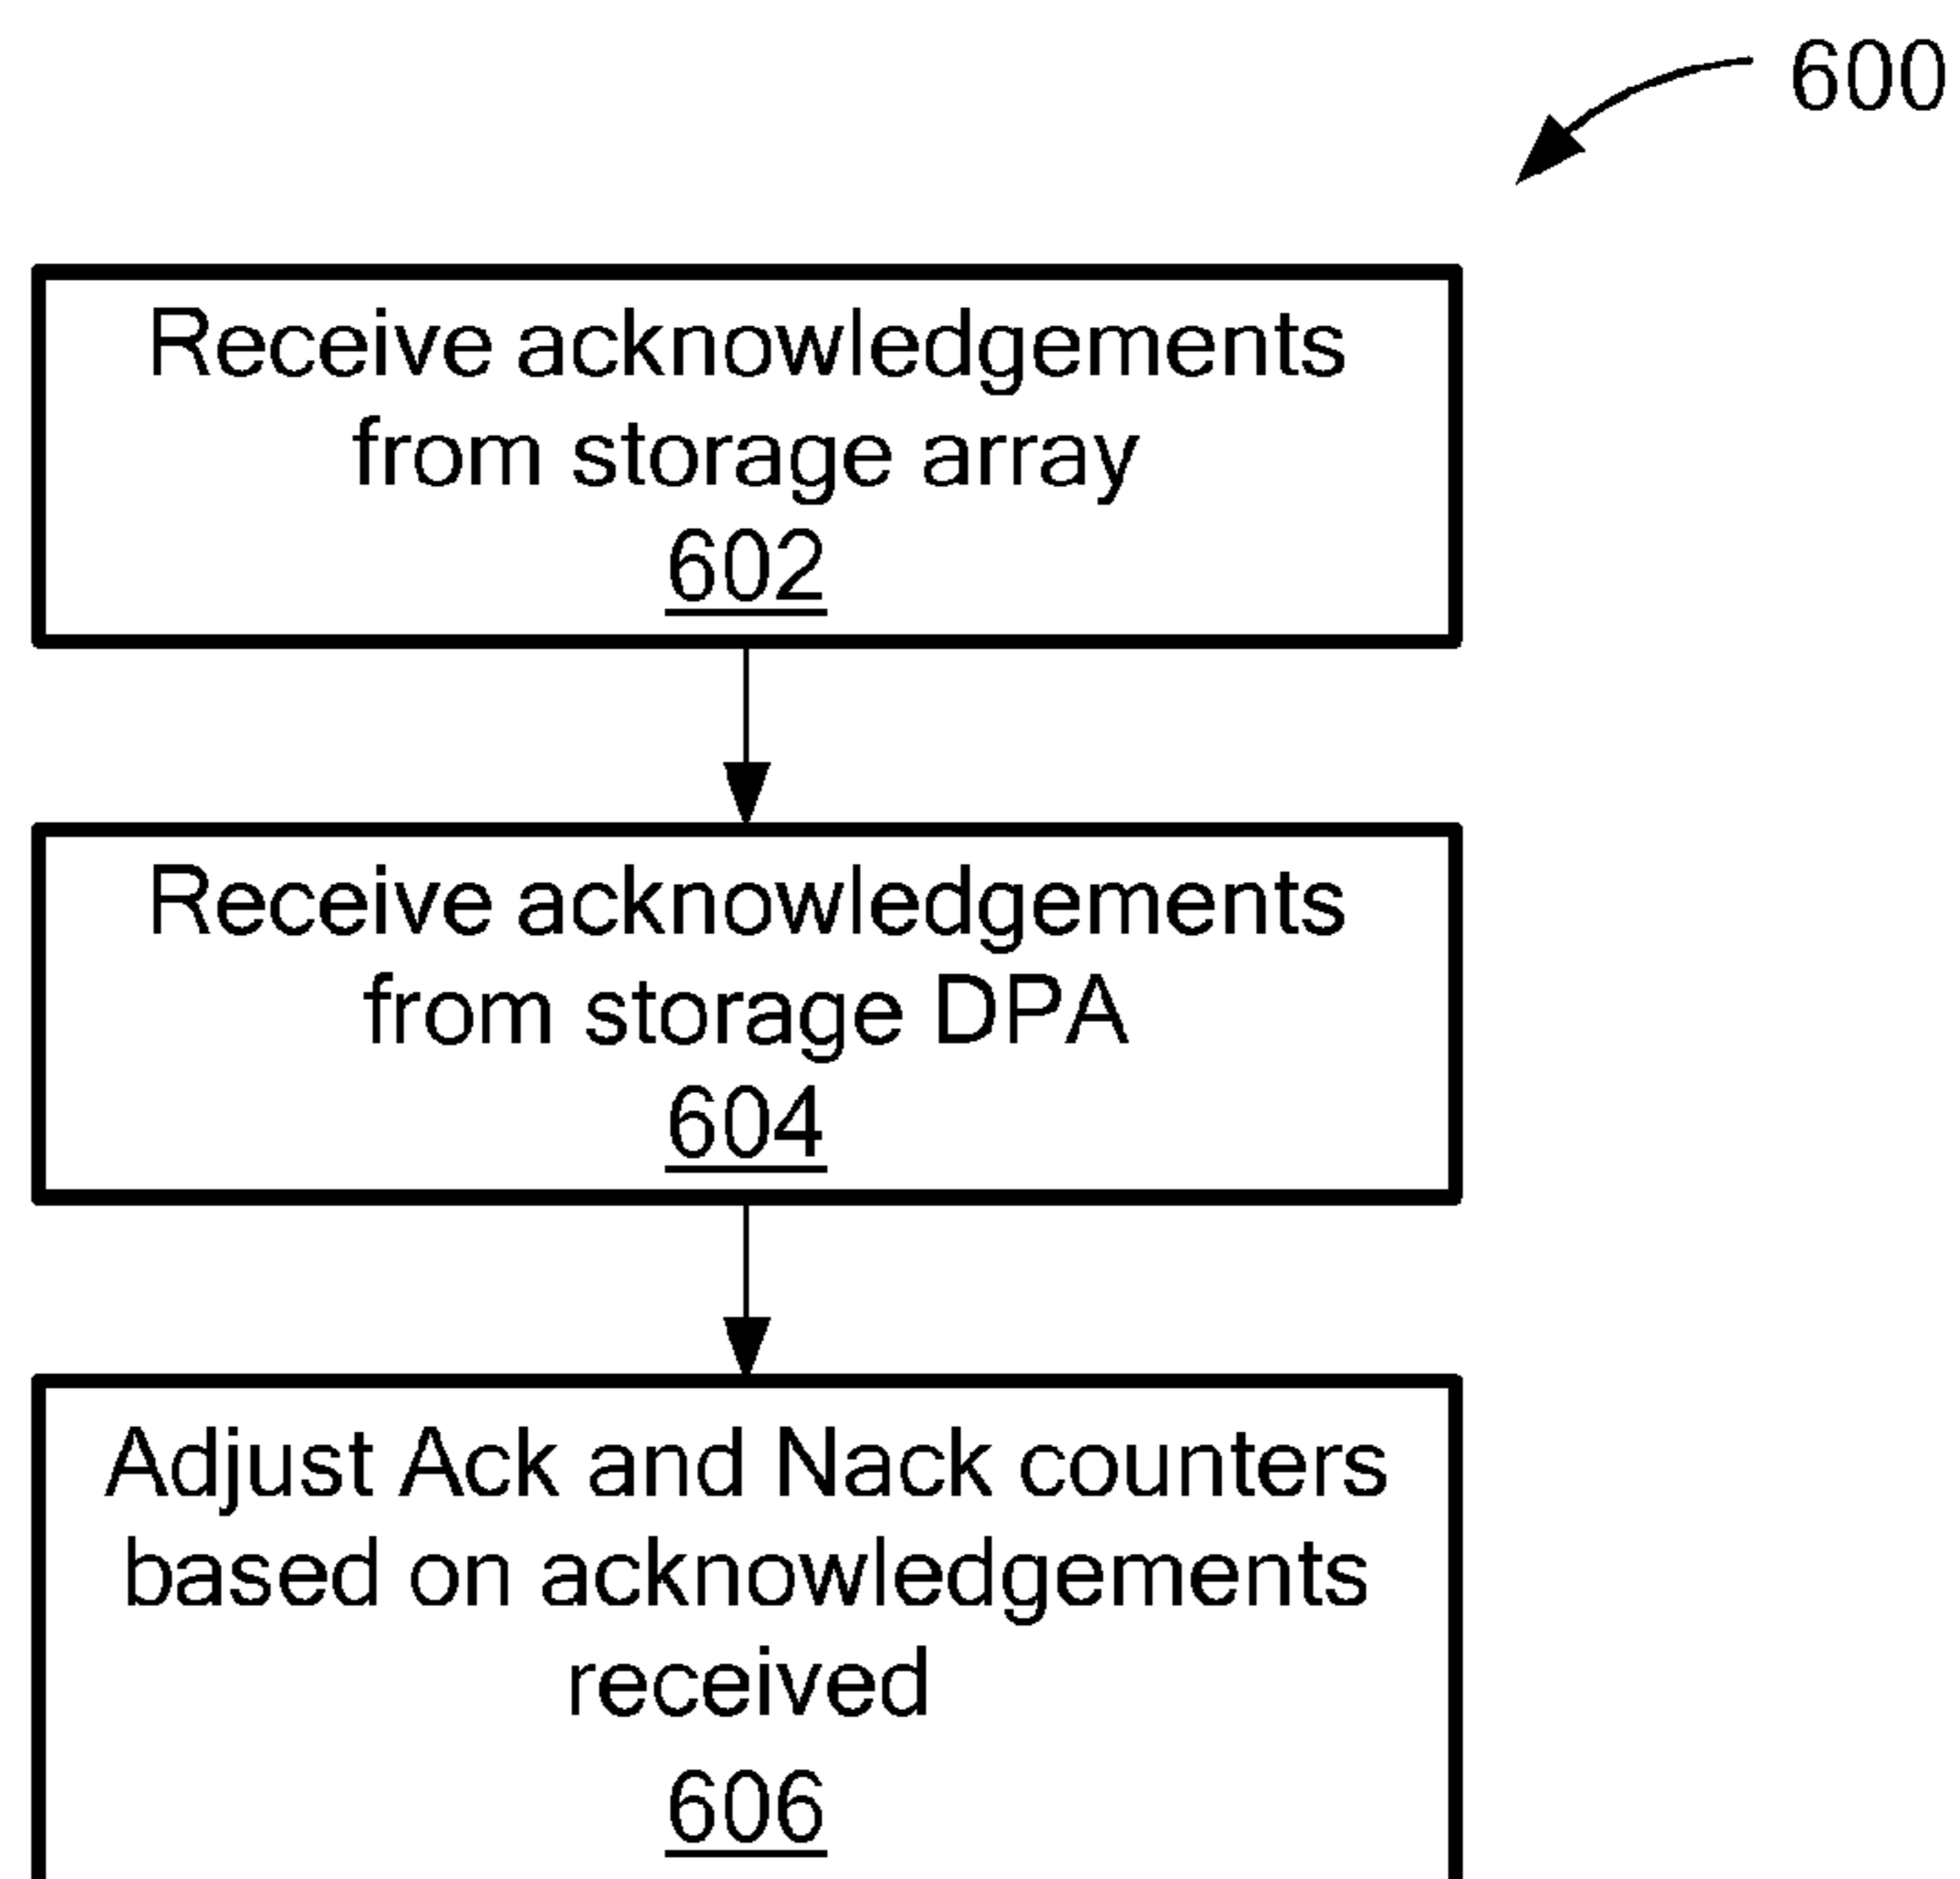 600
Receive acknowledgements
from storage array
602
Receive acknowledgements
from storage DPA
604
Adjust Ack and Nack counters
based on acknowledgements
received
606